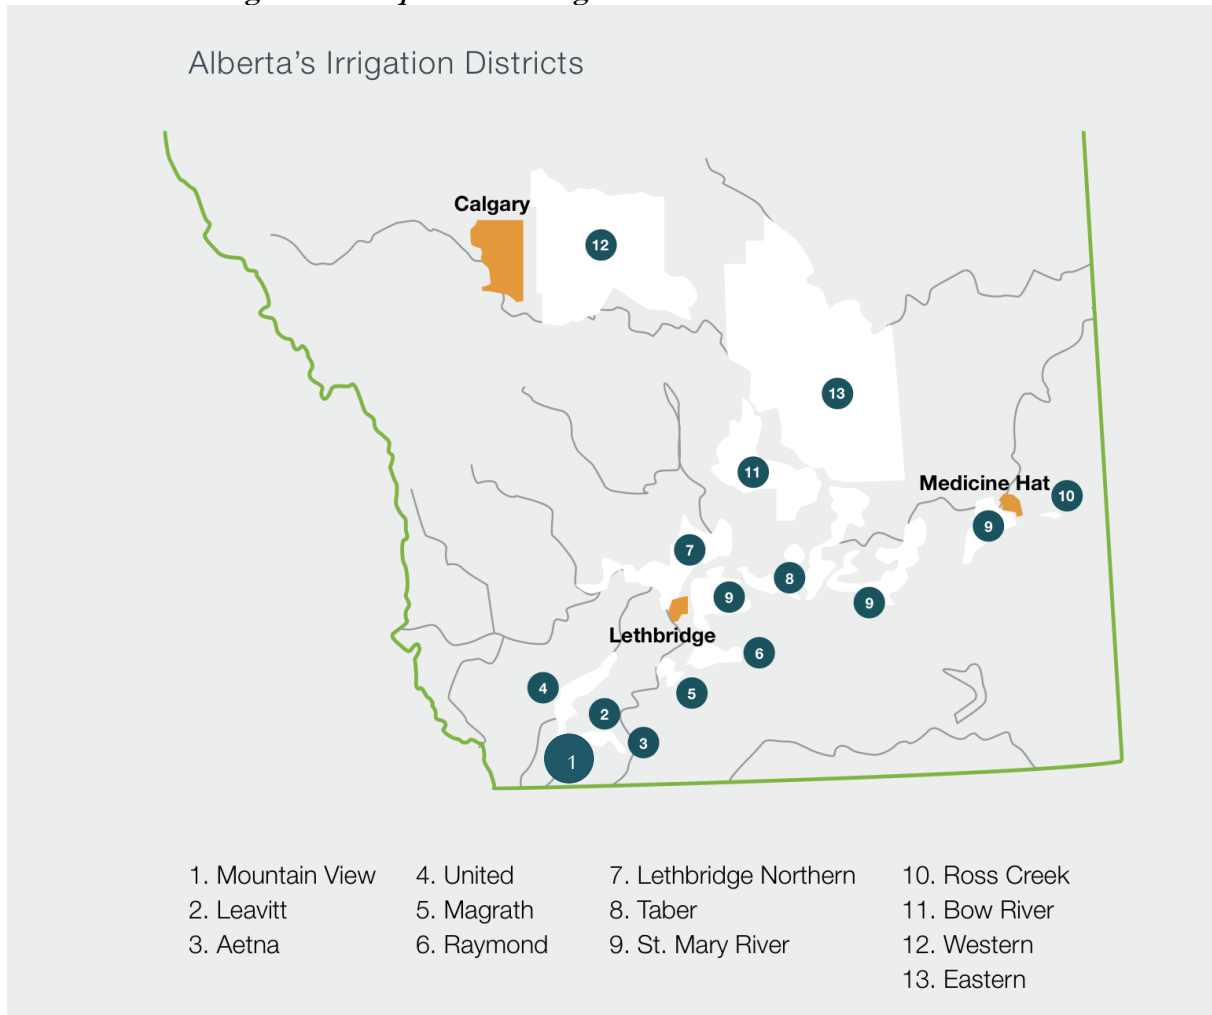 Alberta’s Irrigation Districts
Calgary
12
13
11
Medicine Hat
10
9
7
8
9
9
Lethbridge
6
4
5
2
3
1
1. Mountain View
2. Leavitt
3. Aetna
4. United
5. Magrath
6. Raymond
7. Lethbridge Northern
8. Taber
9. St. Mary River
10. Ross Creek
11. Bow River
12. Western
13. Eastern